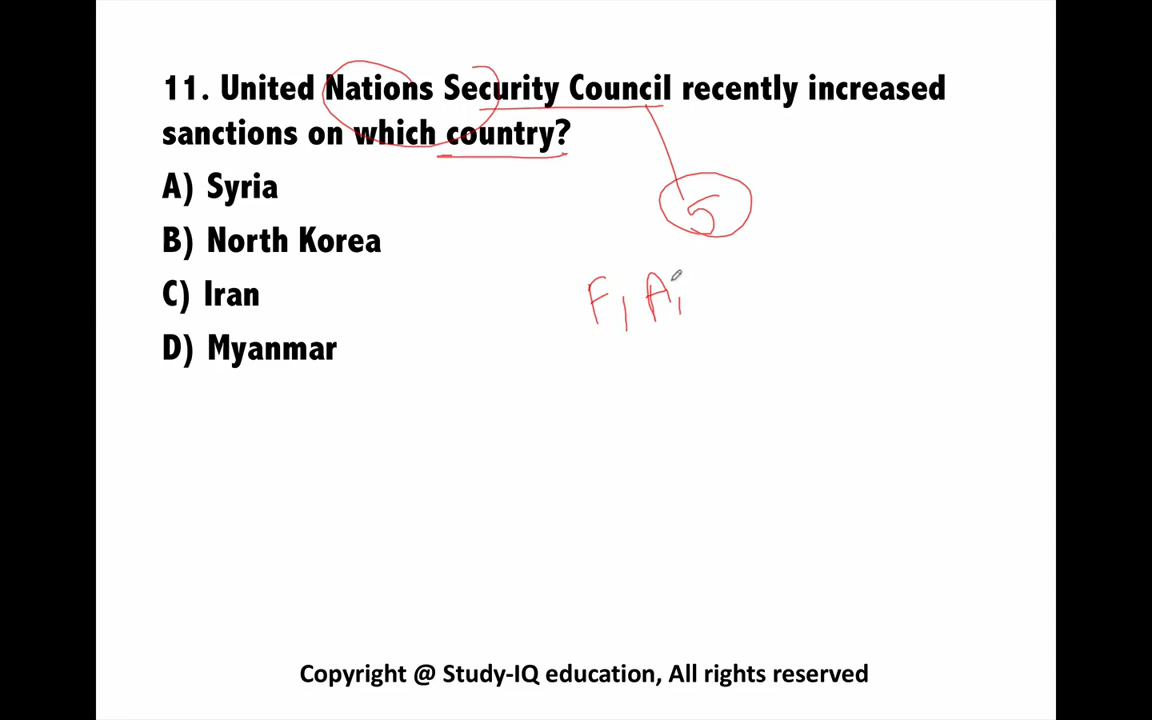 11. United Nations Security Council recently increased
sanctions on which country?
A) Syria
5
B) North Korea
F, A,
C) Iran
D) Myanmar
Copyright @ Study-IQ education, All rights reserved